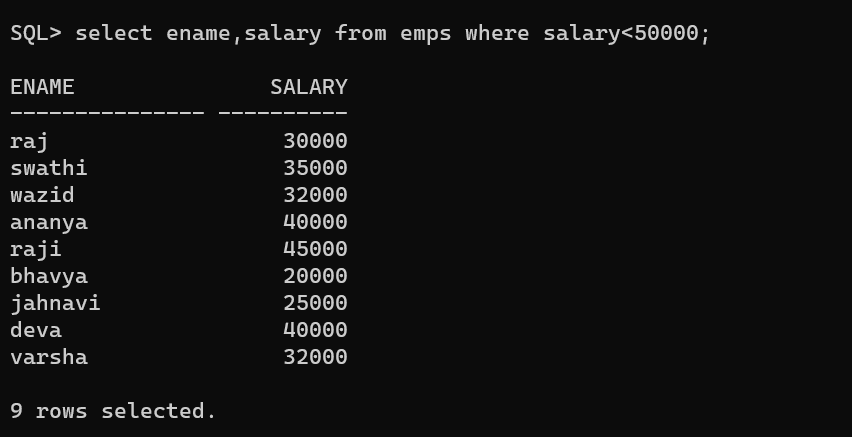 SQL> select ename,salary from emps where salary<50000;
ENAME               SALARY
--------------- ----------
raj                  30000
swathi               35000
wazid                32000
ananya               40000
raji                 45000
bhavya               20000
jahnavi              25000
deva                 40000
varsha               32000
9 rows selected.